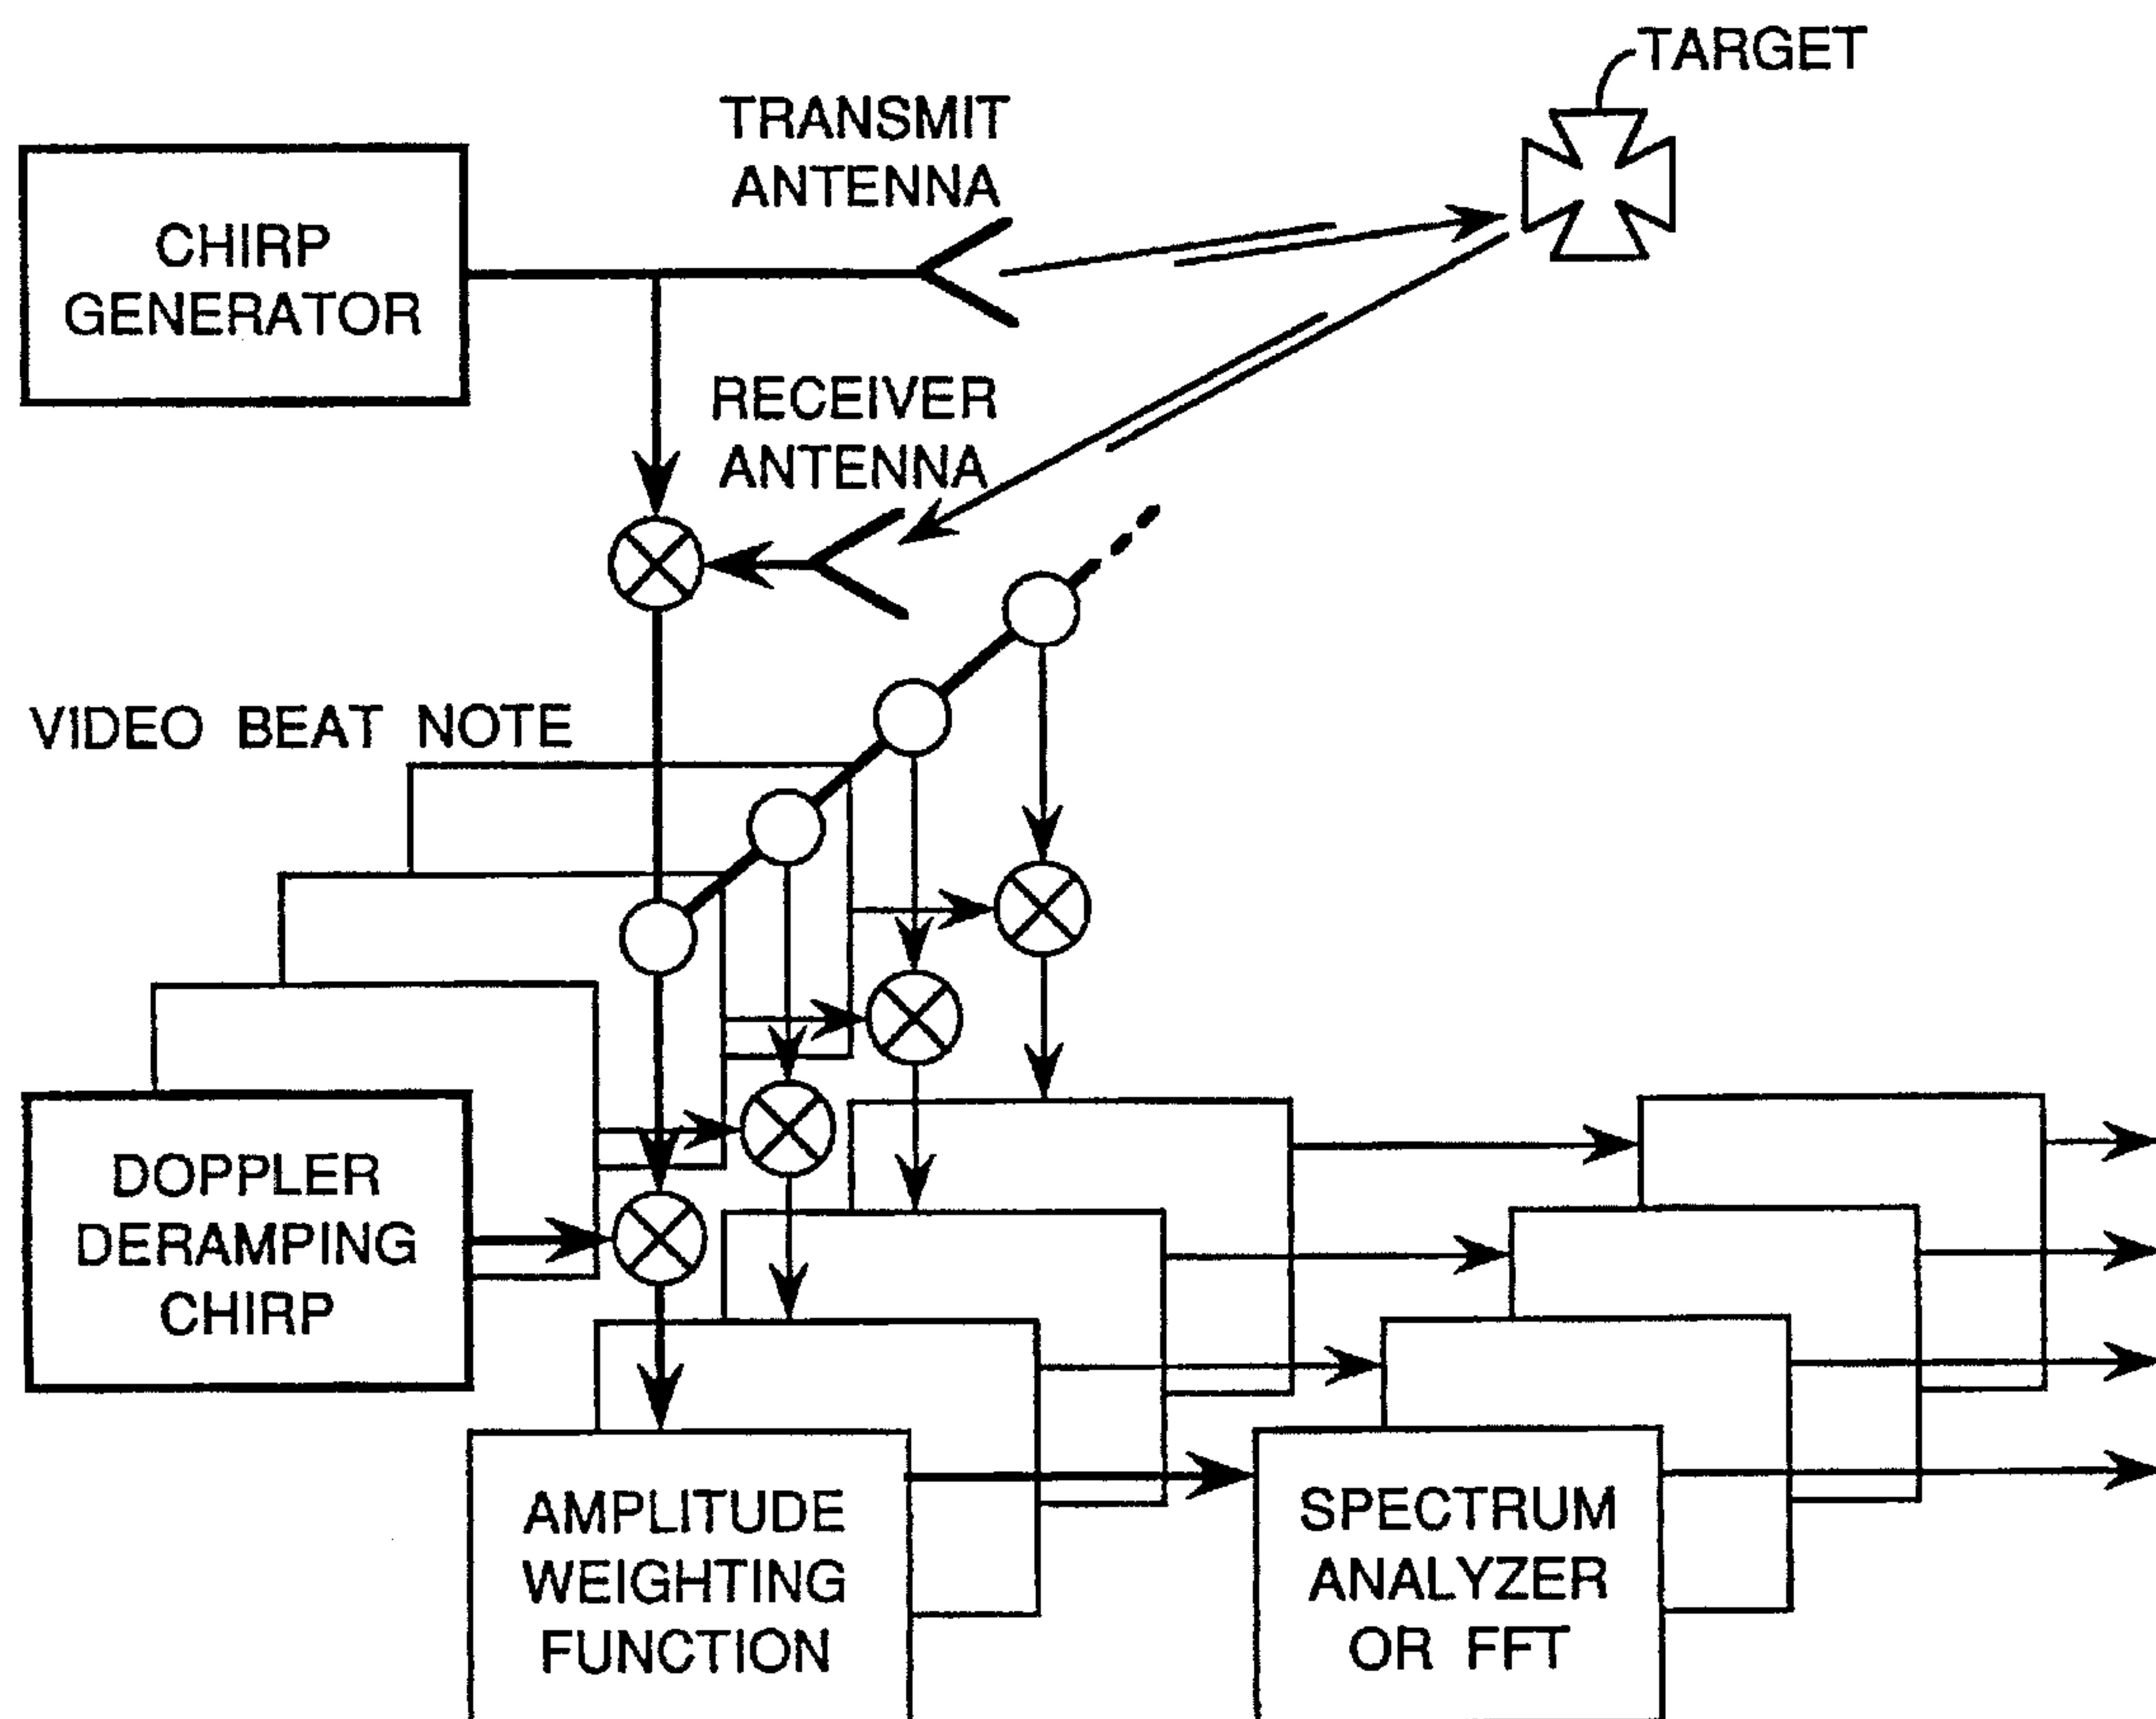 TARGET
TRANSMIT
ANTENNA
CHIRP
GENERATOR
RECEIVER
ANTENNA
VIDEO BEAT NOTE
DOPPLER
DERAMPING
CHIRP
AMPLITUDE
WEIGHTING
FUNCTION
SPECTRUM
ANALYZER
OR FFT